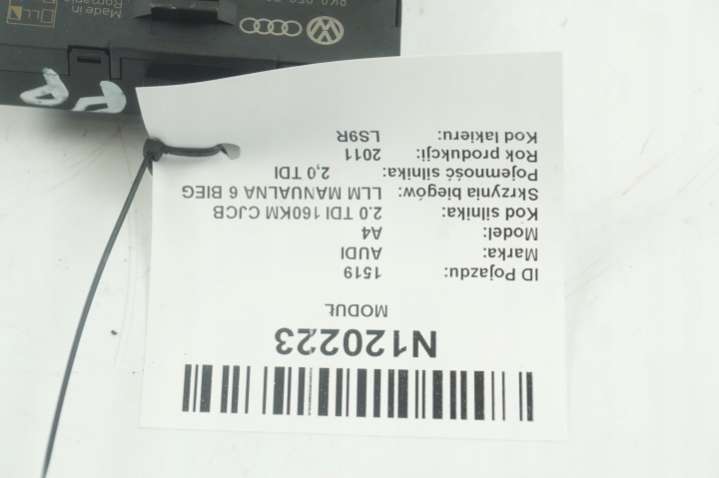 N120223
MODUŁ
ID Pojazdu: 1519
Marka: AUDI
Model: A4
Kod silnika: 2.0 TDI 160KM CJCB
Skrzynia biegów: LLM MANUALNA 6 BIEG
Pojemność silnika: 2,0 TDI
Rok produkcji: 2011
Kod lakieru: LS9R
Made in
Romania